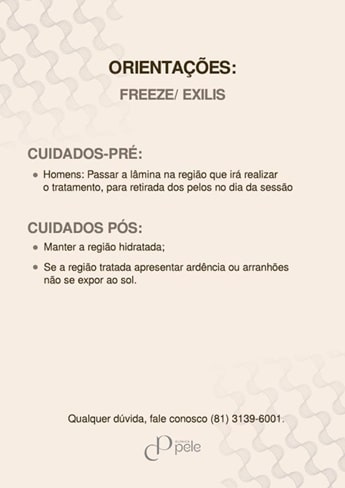 ORIENTAÇÕES:
FREEZE/ EXILIS
CUIDADOS-PRÉ:
Homens: Passar a lâmina na região que irá realizar
o tratamento, para retirada dos pelos no dia da sessão
CUIDADOS PÓS:
Manter a região hidratada;
Se a região tratada apresentar ardência ou arranhões
não se expor ao sol.
Qualquer dúvida, fale conosco (81) 3139-6001.
pele